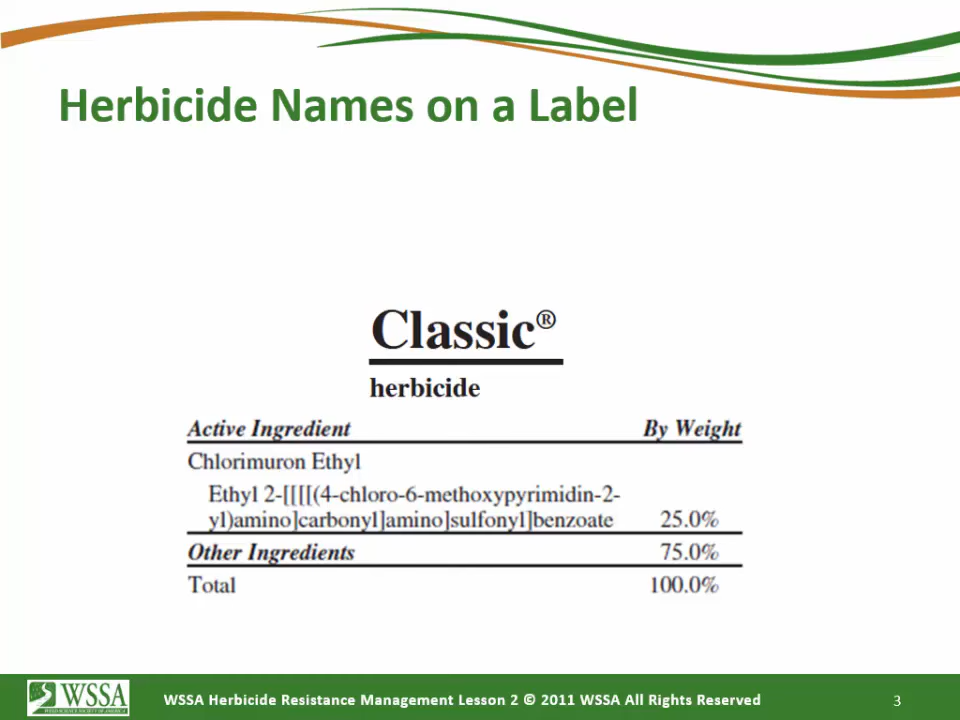 Herbicide Names on a Label
Classic®
herbicide
Active Ingredient By Weight
Chlorimuron Ethyl
Ethyl 2-[[[[(4-chloro-6-methoxypyrimidin-2-
yl)amino]carbonyl]amino]sulfonyl]benzoate 25.0%
Other Ingredients 75.0%
Total 100.0%
WSSA
WSSA Herbicide Resistance Management Lesson 2 © 2011 WSSA All Rights Reserved 3